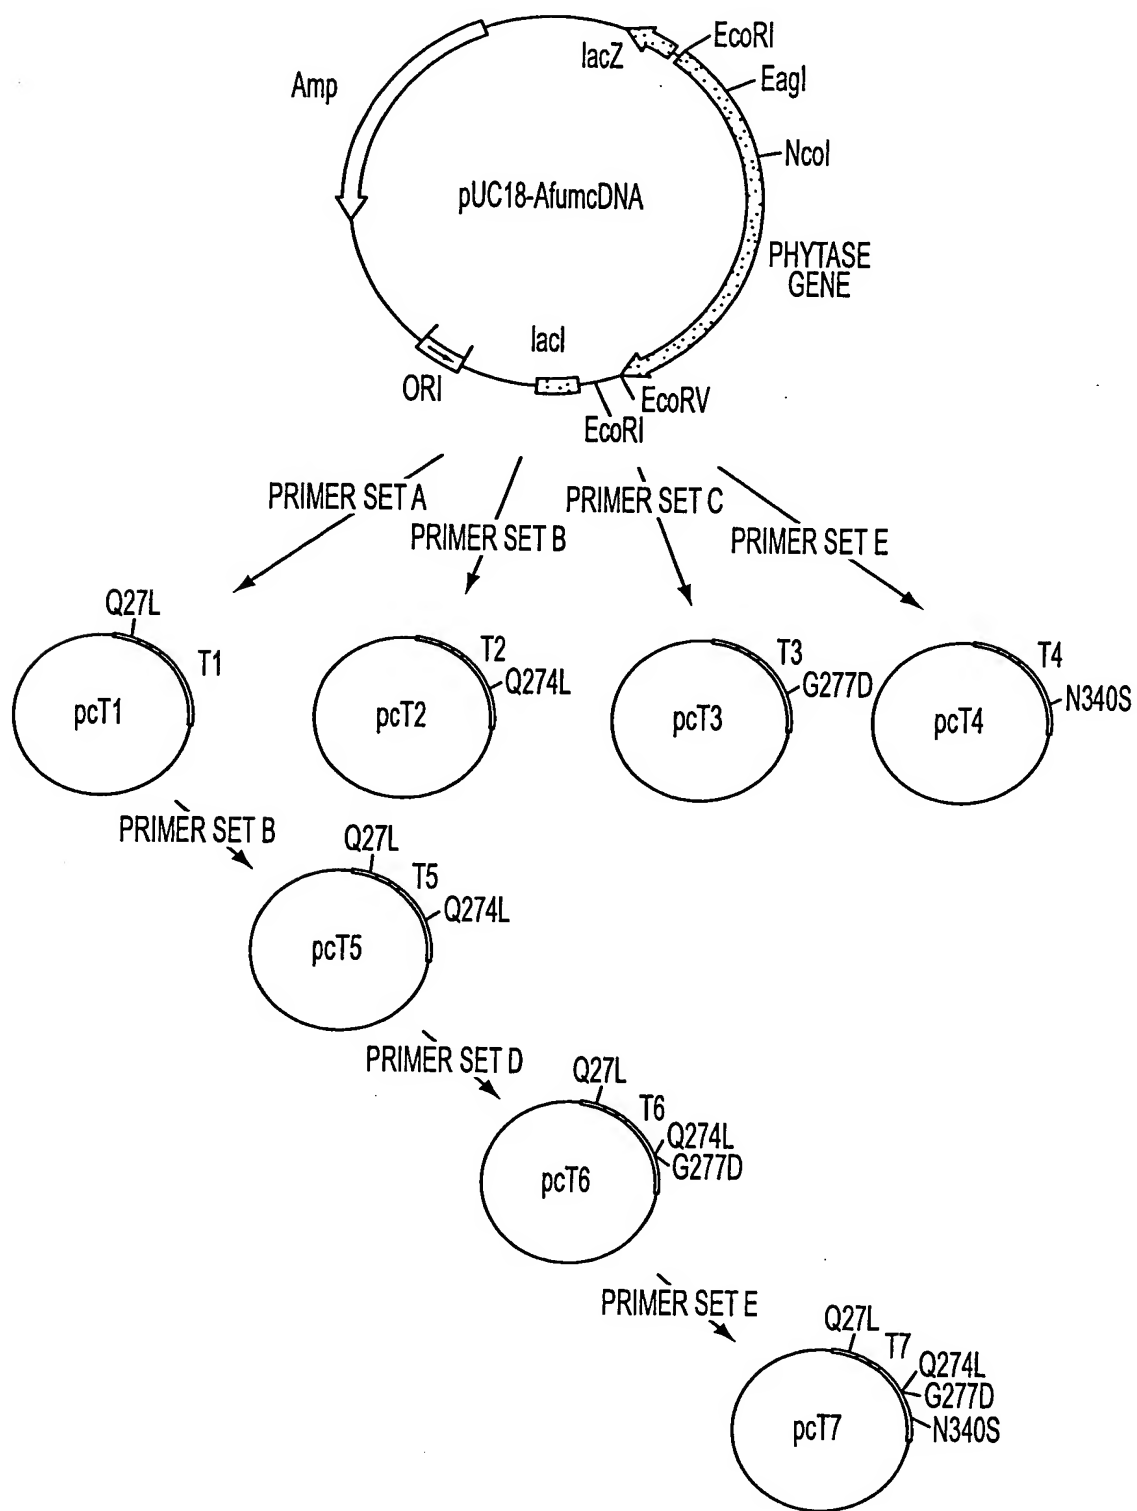 EcoRI
lacZ
EagI
Amp
NcoI
pUC18-AfumcDNA
PHYTASE
GENE
lacI
ORI
EcoRV
EcoRI
PRIMER SET A
PRIMER SET B
PRIMER SET C
PRIMER SET E
Q27L
T1
pcT1
T2
Q274L
pcT2
T3
G277D
pcT3
T4
N340S
pcT4
PRIMER SET B
Q27L
T5
Q274L
pcT5
PRIMER SET D
Q27L
T6
Q274L
G277D
pcT6
PRIMER SET E
Q27L
T7
Q274L
G277D
N340S
pcT7